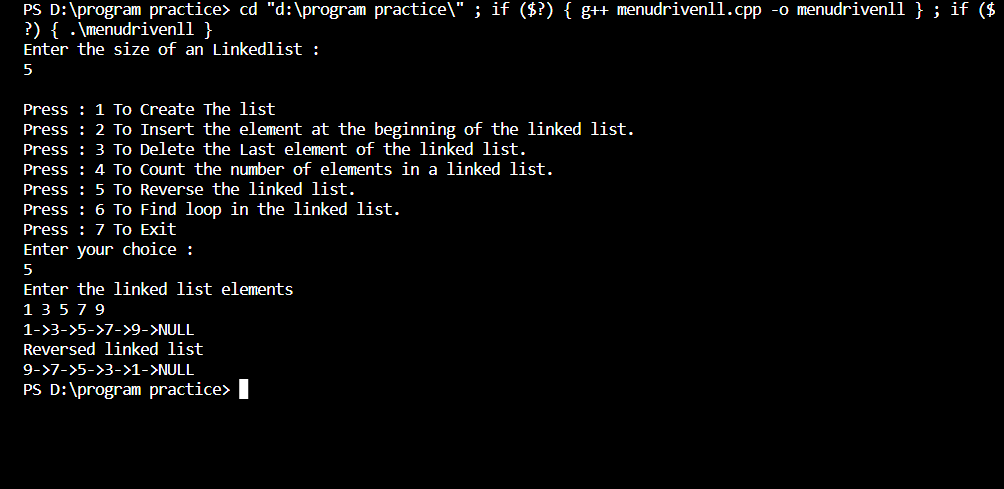 PS D:\program practice> cd "d:\program practice\" ; if ($?) { g++ menudrivenll.cpp -o menudrivenll } ; if ($
?) { .\menudrivenll }
Enter the size of an Linkedlist :
5
Press : 1 To Create The list
Press : 2 To Insert the element at the beginning of the linked list.
Press : 3 To Delete the Last element of the linked list.
Press : 4 To Count the number of elements in a linked list.
Press : 5 To Reverse the linked list.
Press : 6 To Find loop in the linked list.
Press : 7 To Exit
Enter your choice :
5
Enter the linked list elements
1 3 5 7 9
1->3->5->7->9->NULL
Reversed linked list
9->7->5->3->1->NULL
PS D:\program practice>